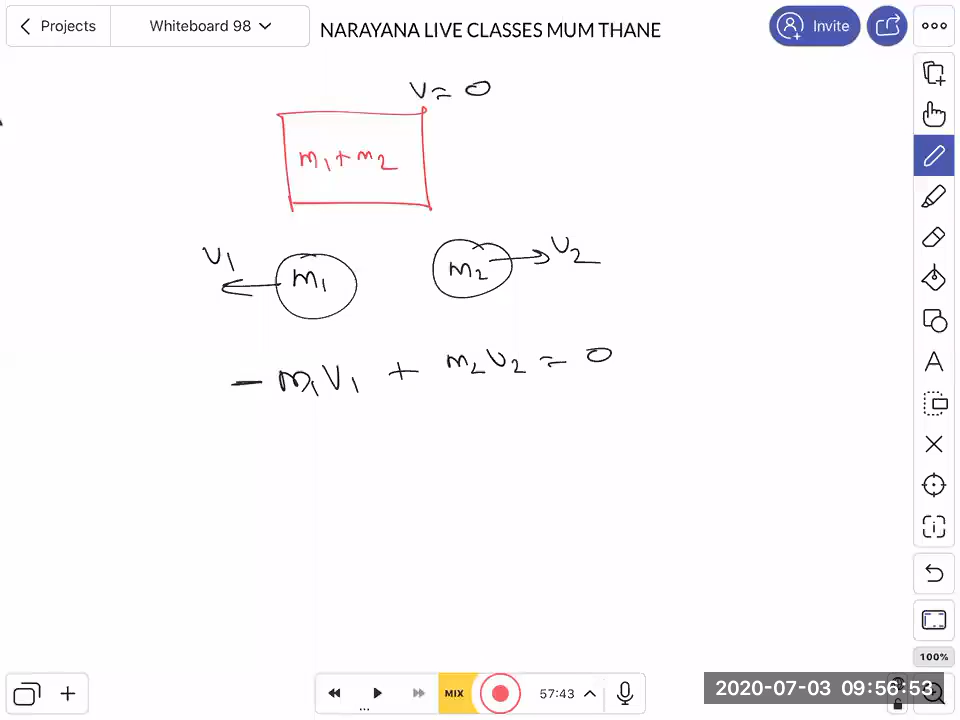 Projects
Whiteboard 98
NARAYANA LIVE CLASSES MUM THANE
Invite
v = 0
m₁ + m₂
v₁
m₁
m₂
v₂
− m₁v₁ + m₂v₂ = 0
A
100%
MIX
57:43
2020-07-03 09:56:53